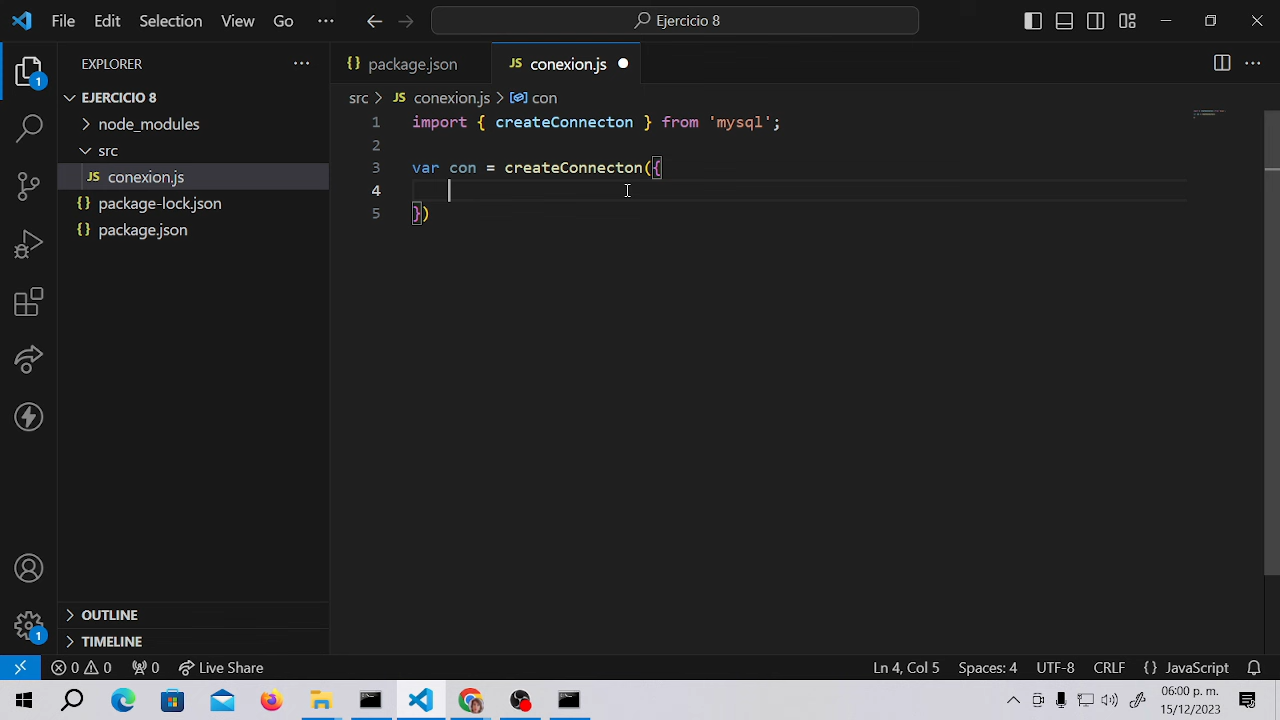 File Edit Selection View Go ··· Ejercicio 8
EXPLORER ···
package.json
conexion.js
EJERCICIO 8
node_modules
src
JS conexion.js
{} package-lock.json
{} package.json
src > JS conexion.js > con
1 import { createConnecton } from 'mysql';
2
3 var con = createConnecton({
4
5 })
OUTLINE
TIMELINE
1
1
0 0 0 Live Share Ln 4, Col 5 Spaces: 4 UTF-8 CRLF {} JavaScript
06:00 p. m.
15/12/2023